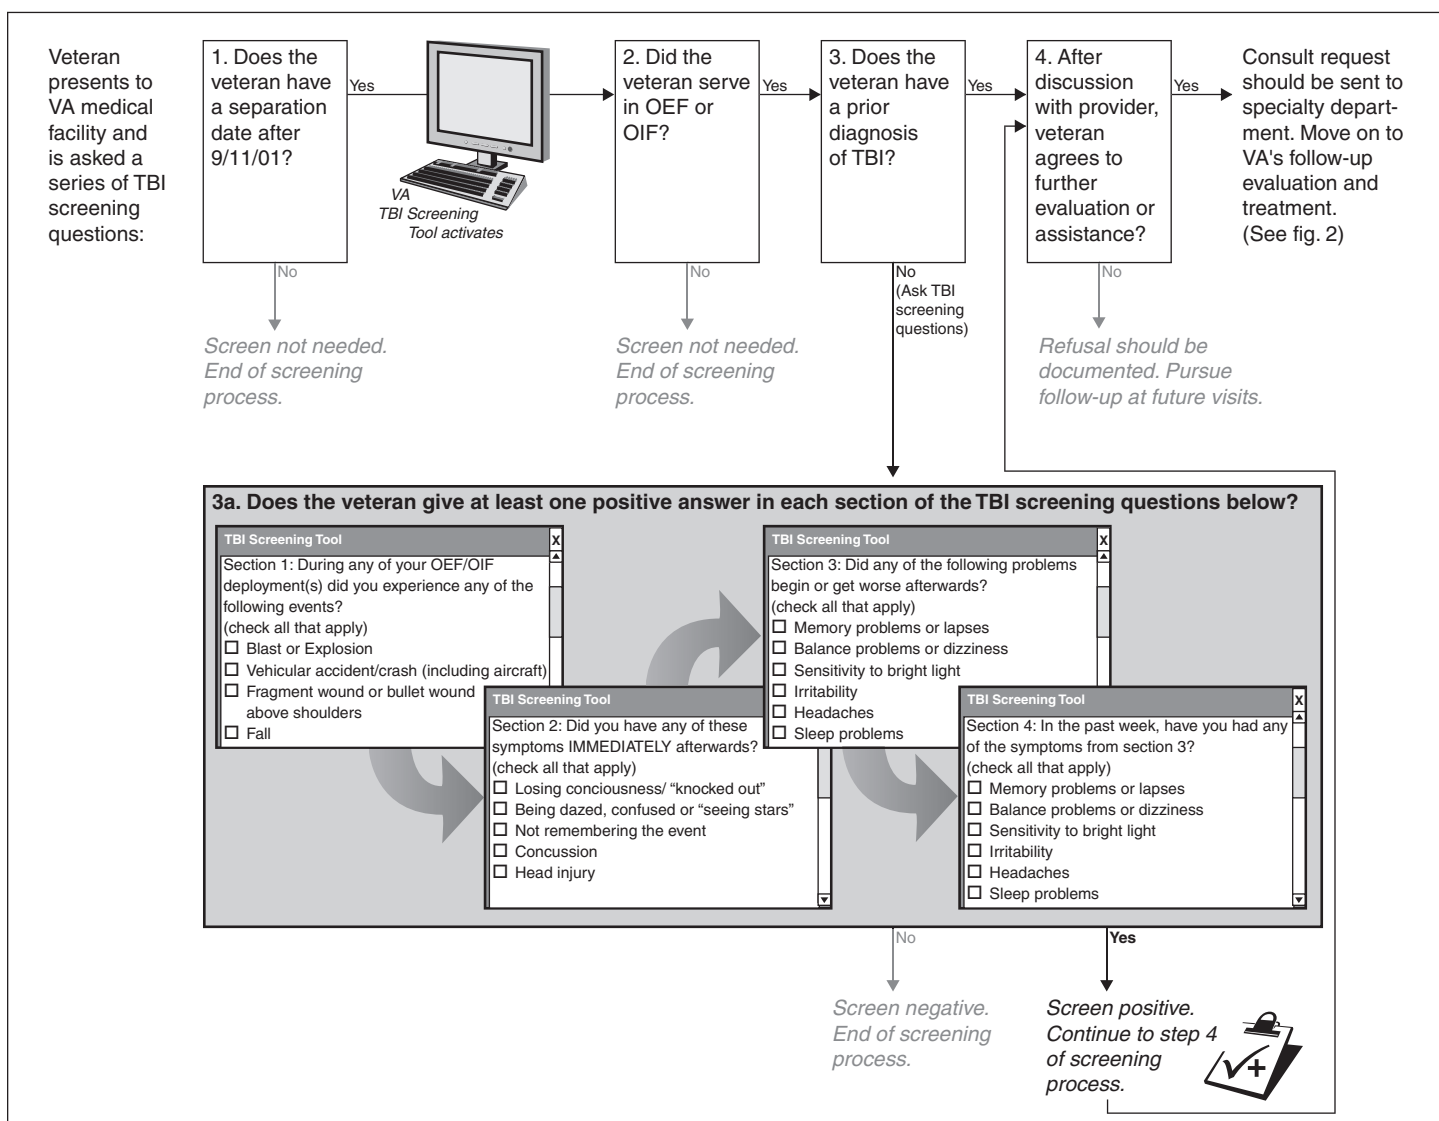 Veteran
presents to
VA medical
facility and
is asked a
series of TBI
screening
questions:
1. Does the
veteran have
a separation
date after
9/11/01?
Yes
No
Screen not needed.
End of screening
process.
VA
TBI Screening
Tool activates
2. Did the
veteran serve
in OEF or
OIF?
Yes
No
Screen not needed.
End of screening
process.
3. Does the
veteran have
a prior
diagnosis
of TBI?
Yes
No
(Ask TBI
screening
questions)
4. After
discussion
with provider,
veteran
agrees to
further
evaluation or
assistance?
Yes
No
Refusal should be
documented. Pursue
follow-up at future visits.
Consult request
should be sent to
specialty depart-
ment. Move on to
VA's follow-up
evaluation and
treatment.
(See fig. 2)
3a. Does the veteran give at least one positive answer in each section of the TBI screening questions below?
TBI Screening Tool
X
Section 1: During any of your OEF/OIF
deployment(s) did you experience any of the
following events?
(check all that apply)
Blast or Explosion
Vehicular accident/crash (including aircraft)
Fragment wound or bullet wound
above shoulders
Fall
TBI Screening Tool
Section 2: Did you have any of these
symptoms IMMEDIATELY afterwards?
(check all that apply)
Losing conciousness/ “knocked out”
Being dazed, confused or “seeing stars”
Not remembering the event
Concussion
Head injury
TBI Screening Tool
X
Section 3: Did any of the following problems
begin or get worse afterwards?
(check all that apply)
Memory problems or lapses
Balance problems or dizziness
Sensitivity to bright light
Irritability
Headaches
Sleep problems
TBI Screening Tool
X
Section 4: In the past week, have you had any
of the symptoms from section 3?
(check all that apply)
Memory problems or lapses
Balance problems or dizziness
Sensitivity to bright light
Irritability
Headaches
Sleep problems
No
Screen negative.
End of screening
process.
Yes
Screen positive.
Continue to step 4
of screening
process.